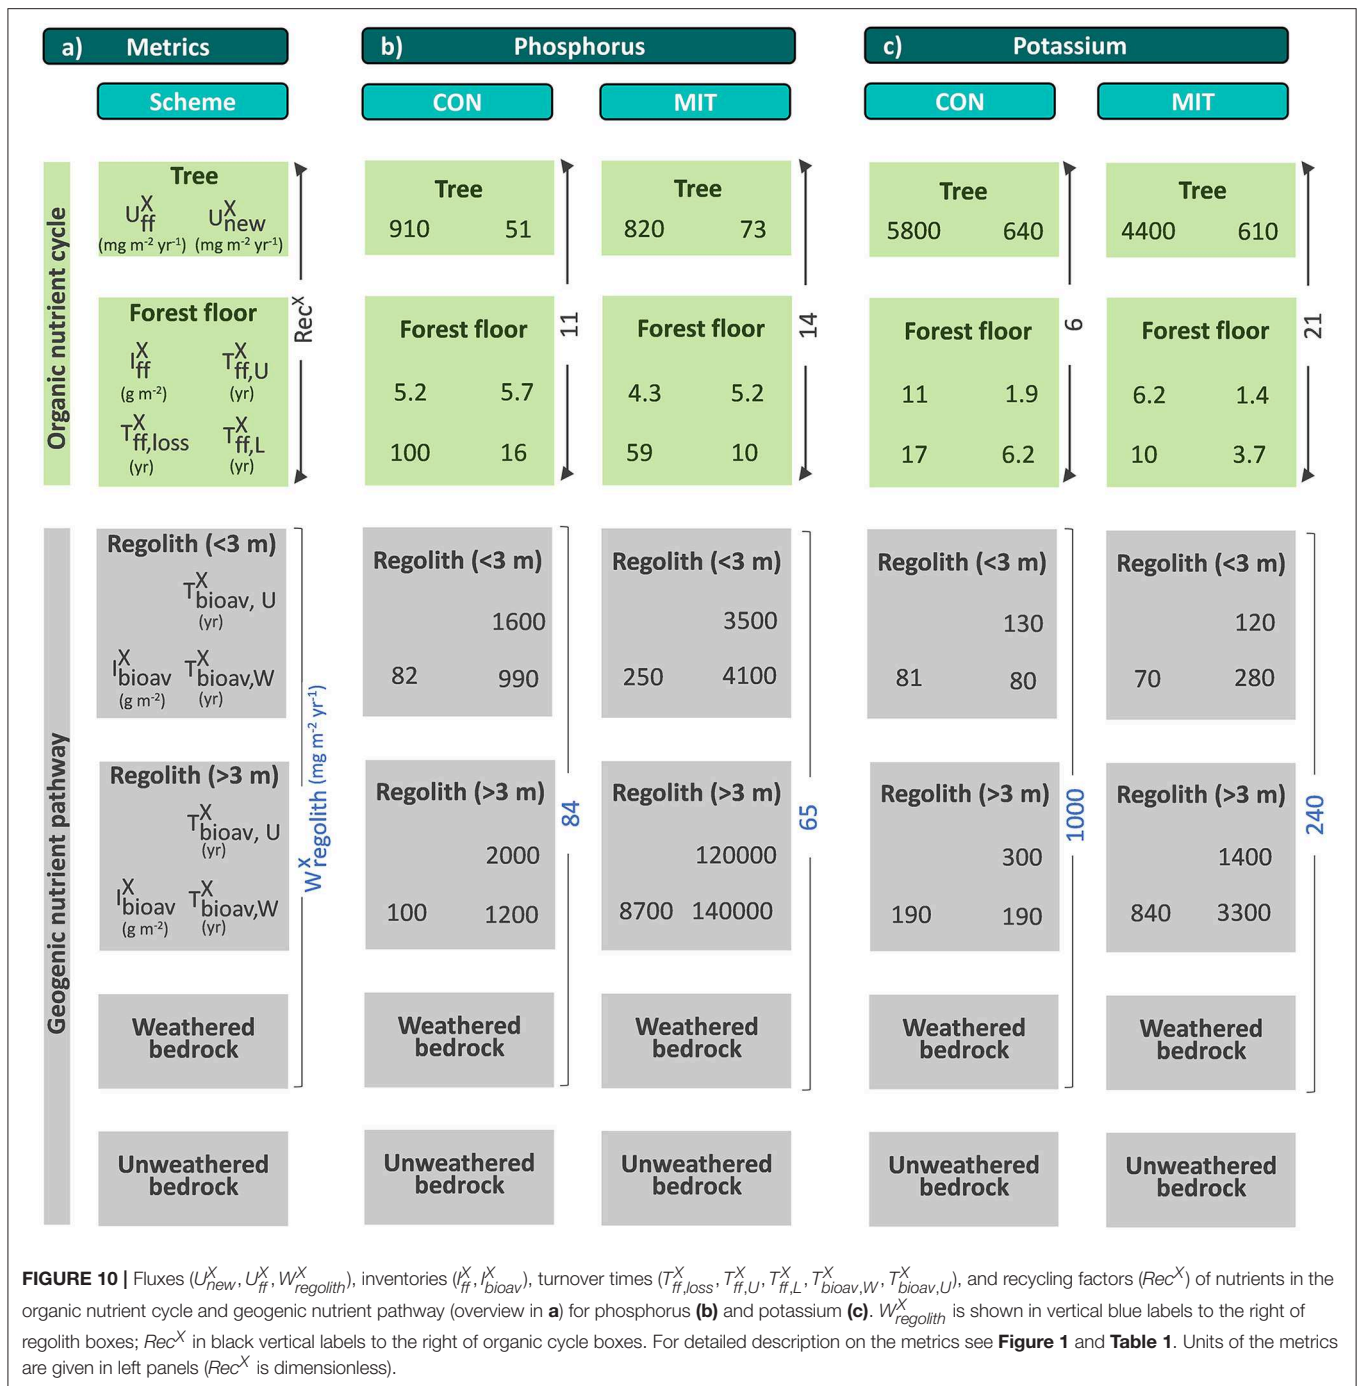 a) Metrics
b) Phosphorus
c) Potassium
Scheme
CON
MIT
CON
MIT
Organic nutrient cycle
Tree
U^X_ff U^X_new
(mg m⁻² yr⁻¹) (mg m⁻² yr⁻¹)
Forest floor
I^X_ff T^X_ff,U
(g m⁻²) (yr)
T^X_ff,loss T^X_ff,L
(yr) (yr)
Rec^X
Tree
910 51
Forest floor
5.2 5.7
100 16
11
Tree
820 73
Forest floor
4.3 5.2
59 10
14
Tree
5800 640
Forest floor
11 1.9
17 6.2
6
Tree
4400 610
Forest floor
6.2 1.4
10 3.7
21
Geogenic nutrient pathway
Regolith (<3 m)
T^X_bioav, U
(yr)
I^X_bioav T^X_bioav,W
(g m⁻²) (yr)
Regolith (>3 m)
T^X_bioav, U
(yr)
I^X_bioav T^X_bioav,W
(g m⁻²) (yr)
Weathered
bedrock
Unweathered
bedrock
W^X_regolith (mg m⁻² yr⁻¹)
Regolith (<3 m)
1600
82 990
Regolith (>3 m)
2000
100 1200
Weathered
bedrock
Unweathered
bedrock
84
Regolith (<3 m)
3500
250 4100
Regolith (>3 m)
120000
8700 140000
Weathered
bedrock
Unweathered
bedrock
65
Regolith (<3 m)
130
81 80
Regolith (>3 m)
300
190 190
Weathered
bedrock
Unweathered
bedrock
1000
Regolith (<3 m)
120
70 280
Regolith (>3 m)
1400
840 3300
Weathered
bedrock
Unweathered
bedrock
240
FIGURE 10 | Fluxes (U^X_new, U^X_ff, W^X_regolith), inventories (I^X_ff, I^X_bioav), turnover times (T^X_ff,loss, T^X_ff,U, T^X_ff,L, T^X_bioav,W, T^X_bioav,U), and recycling factors (Rec^X) of nutrients in the
organic nutrient cycle and geogenic nutrient pathway (overview in a) for phosphorus (b) and potassium (c). W^X_regolith is shown in vertical blue labels to the right of
regolith boxes; Rec^X in black vertical labels to the right of organic cycle boxes. For detailed description on the metrics see Figure 1 and Table 1. Units of the metrics
are given in left panels (Rec^X is dimensionless).